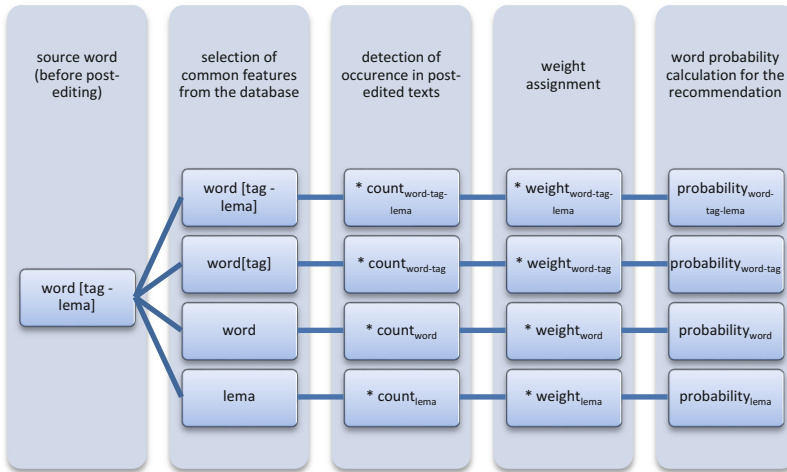 source word
(before post-
editing)
selection of
common features
from the database
detection of
occurence in post-
edited texts
weight
assignment
word probability
calculation for the
recommendation
word [tag -
lema]
word [tag -
lema]
* count word-tag-
lema
* weight word-tag-
lema
probability word-
tag-lema
word[tag]
* count word-tag
* weight word-tag
probability word-tag
word
* count word
* weight word
probability word
lema
* count lema
* weight lema
probability lema